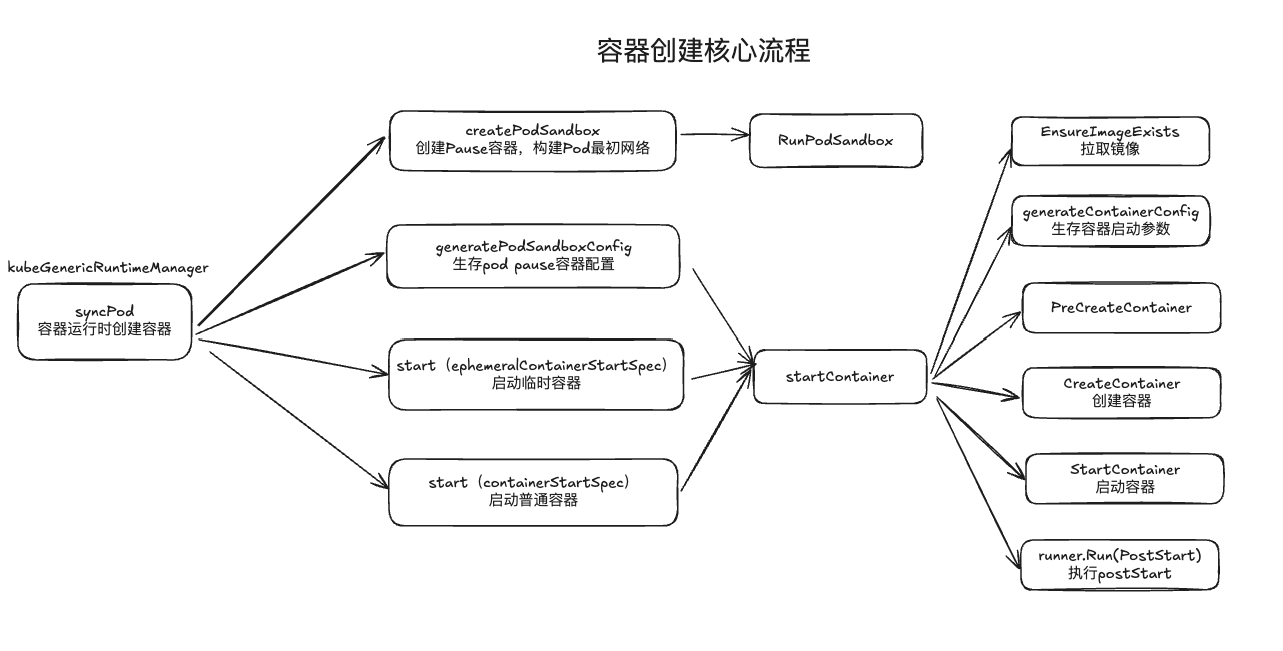 容器创建核心流程
kubeGenericRuntimeManager
syncPod
容器运行时创建容器
createPodSandbox
创建Pause容器，构建Pod最初网络
generatePodSandboxConfig
生存pod pause容器配置
start（ephemeralContainerStartSpec）
启动临时容器
start（containerStartSpec）
启动普通容器
RunPodSandbox
startContainer
EnsureImageExists
拉取镜像
generateContainerConfig
生存容器启动参数
PreCreateContainer
CreateContainer
创建容器
StartContainer
启动容器
runner.Run(PostStart)
执行postStart